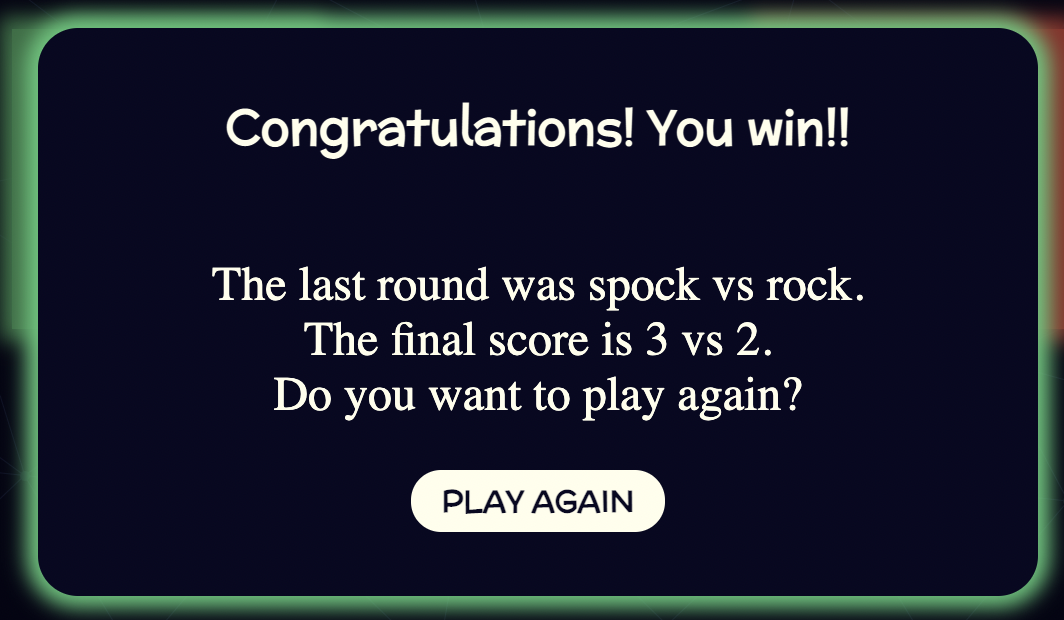 Congratulations! You win!!
The last round was spock vs rock.
The final score is 3 vs 2.
Do you want to play again?
PLAY AGAIN